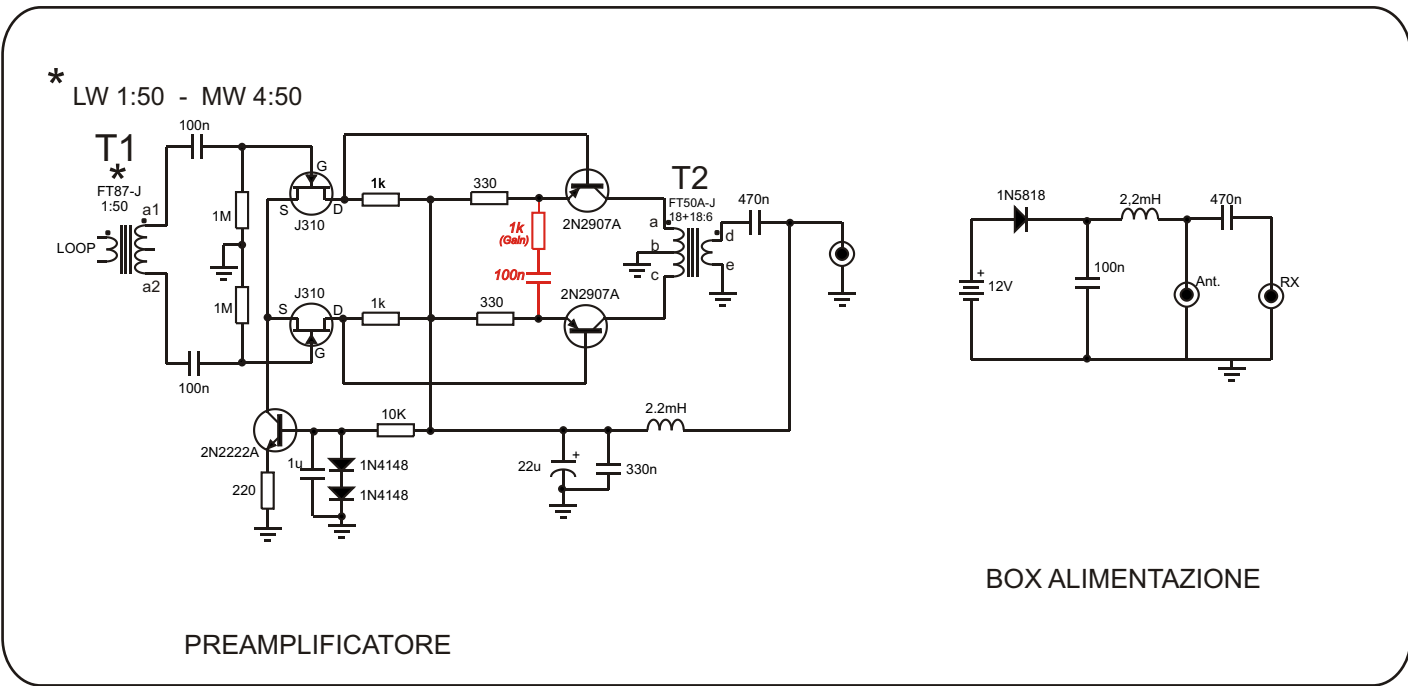 *
LW 1:50 - MW 4:50
T1
*
FT87-J
1:50
a1
LOOP
a2
100n
1M
1M
100n
G
S
D
J310
J310
S
D
G
1k
1k
330
330
1k
(Gain)
100n
2N2907A
2N2907A
T2
FT50A-J
18+18:6
a
b
c
d
e
470n
2N2222A
220
1u
1N4148
1N4148
10K
22u
+
330n
2.2mH
PREAMPLIFICATORE
1N5818
+
12V
100n
2,2mH
470n
Ant.
RX
BOX ALIMENTAZIONE